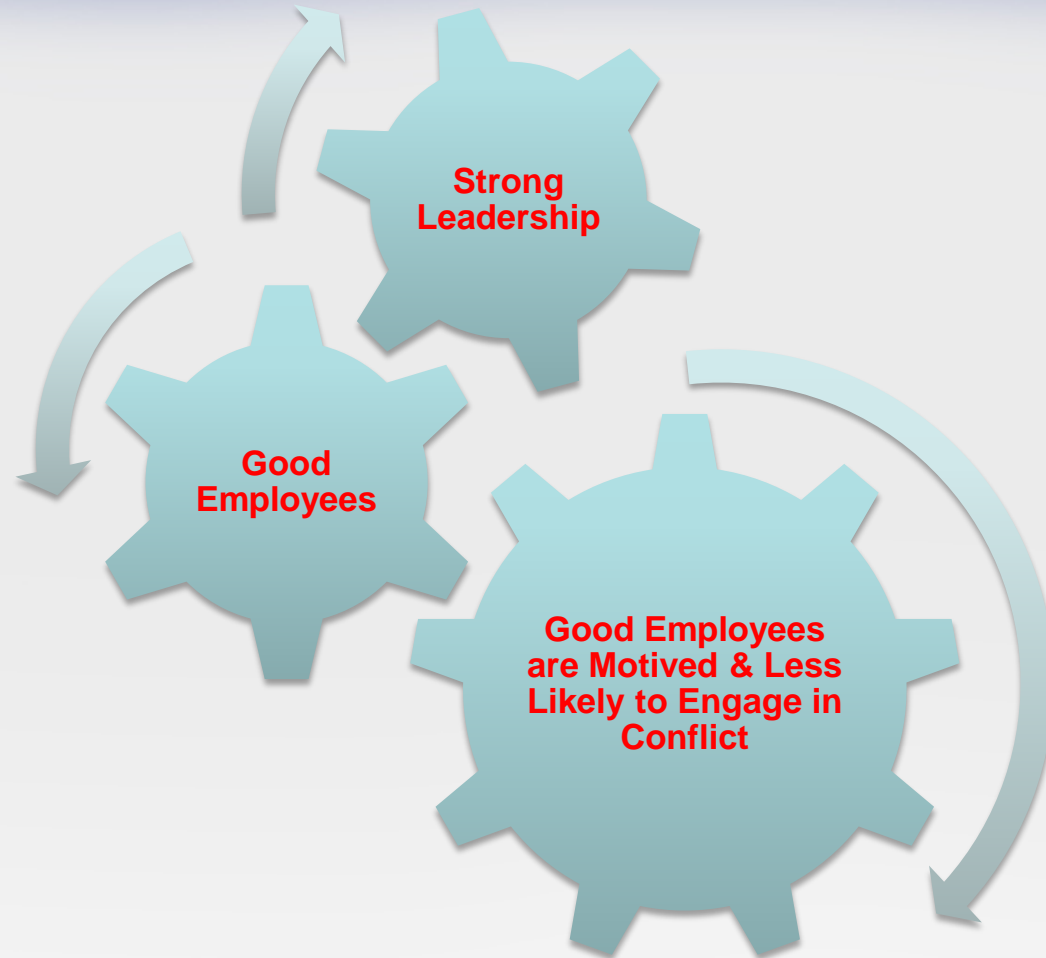 Strong
Leadership
Good
Employees
Good Employees
are Motived & Less
Likely to Engage in
Conflict